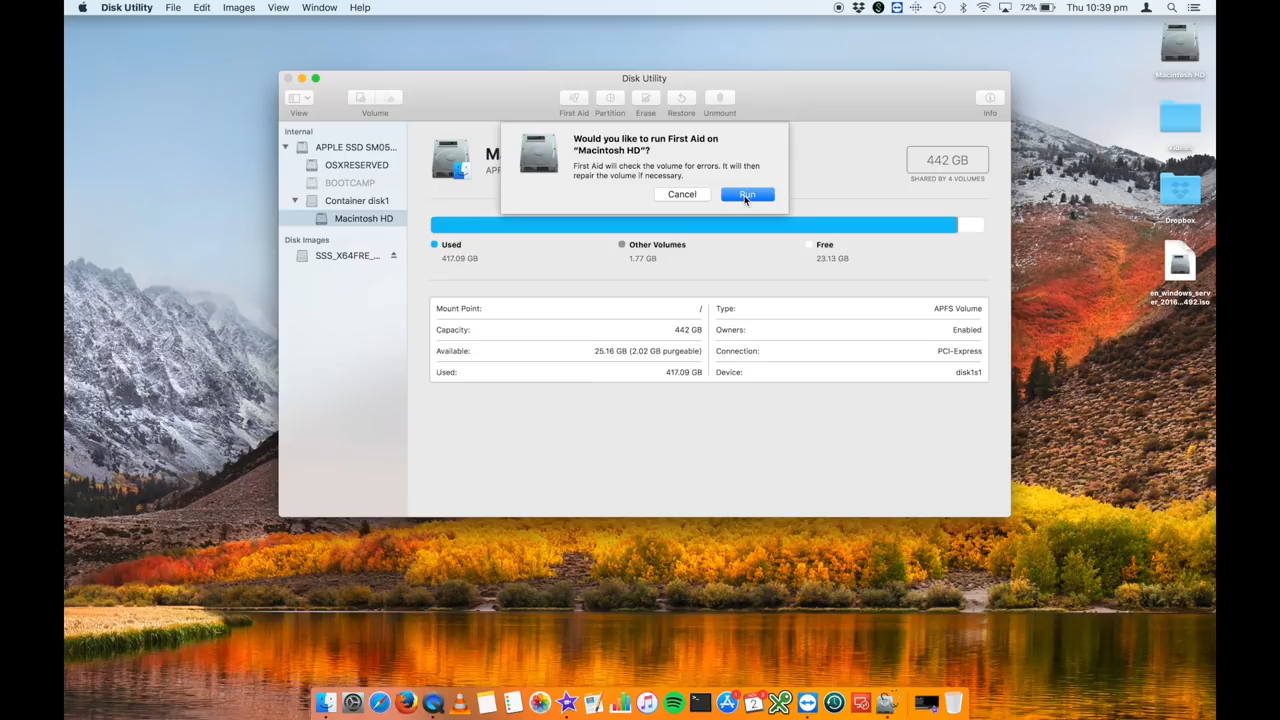 Disk Utility File Edit Images View Window Help
72% Thu 10:39 pm
Disk Utility
View
Volume
First Aid Partition Erase Restore Unmount
Info
Internal
APPLE SSD SM05...
OSXRESERVED
BOOTCAMP
Container disk1
Macintosh HD
Disk Images
SSS_X64FRE_...
Would you like to run First Aid on
“Macintosh HD”?
First Aid will check the volume for errors. It will then
repair the volume if necessary.
Cancel Run
M
442 GB
SHARED BY 4 VOLUMES
Used
417.09 GB
Other Volumes
1.77 GB
Free
23.13 GB
Mount Point: /
Capacity: 442 GB
Available: 25.16 GB (2.02 GB purgeable)
Used: 417.09 GB
Type: APFS Volume
Owners: Enabled
Connection: PCI-Express
Device: disk1s1
Macintosh HD
Dropbox
en_windows_serv
er_2016...492.iso